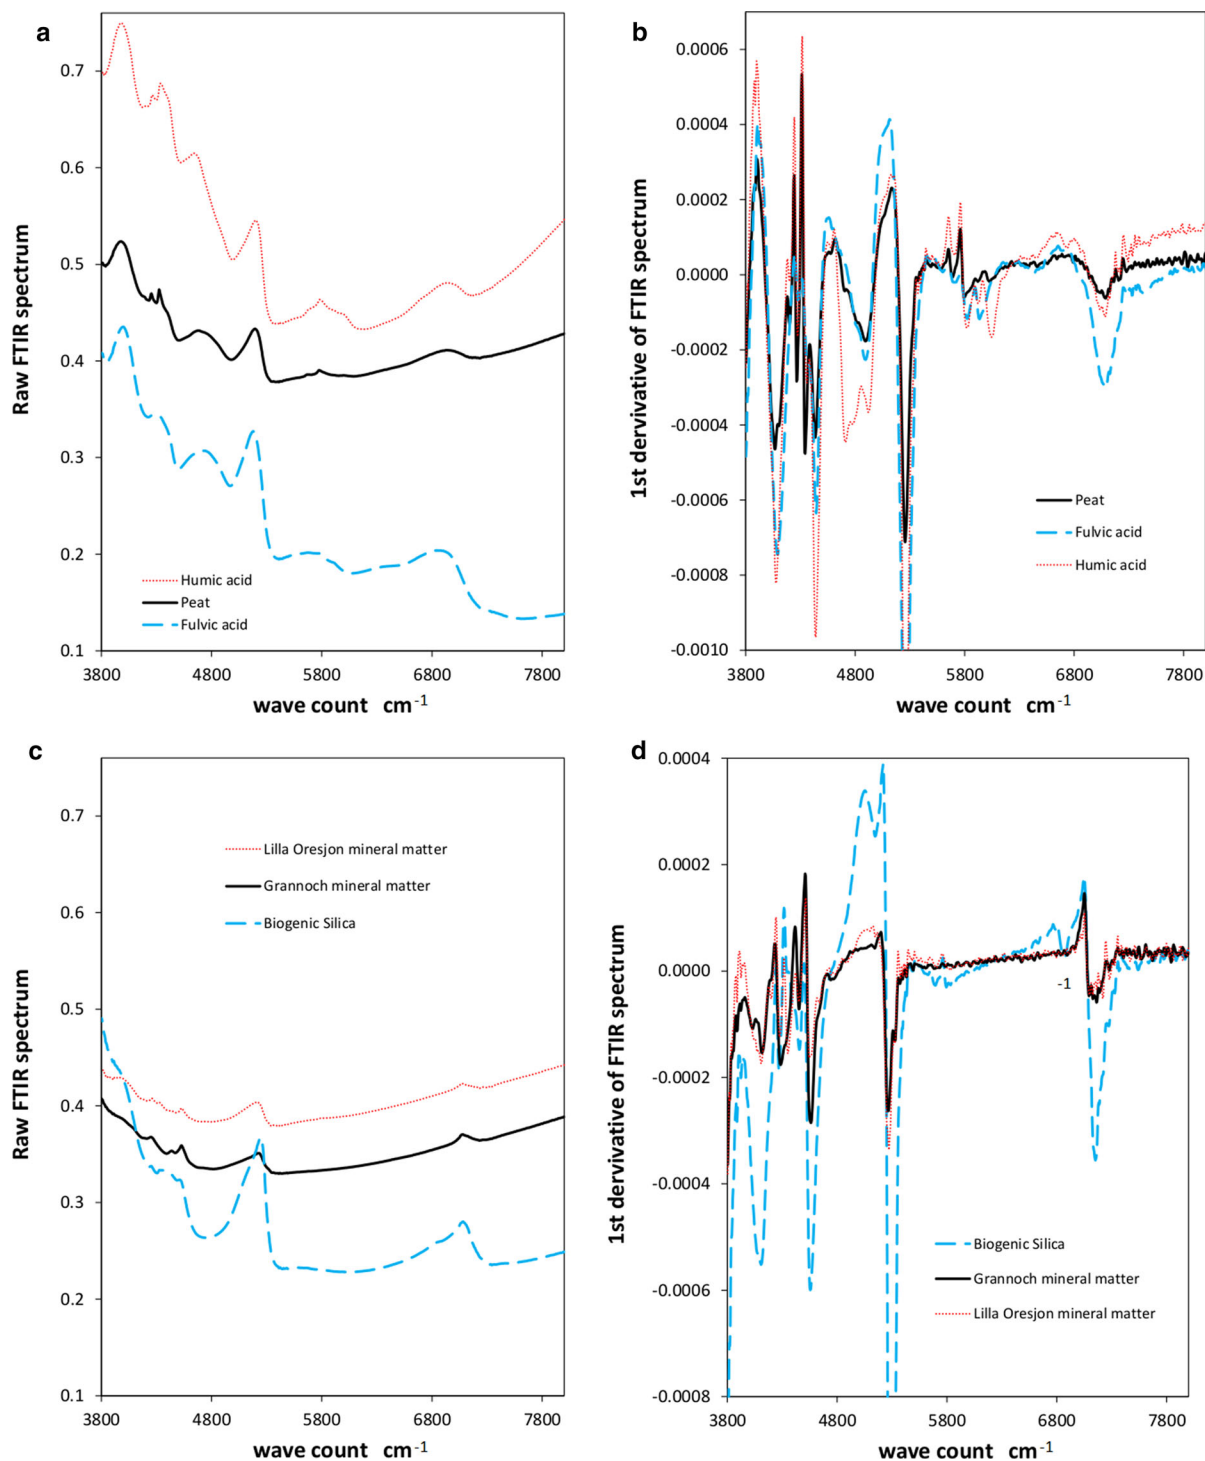 a
0.7
0.6
0.5
0.4
0.3
0.2
0.1
Raw FTIR spectrum
Humic acid
Peat
Fulvic acid
3800 4800 5800 6800 7800
wave count cm-1
b
0.0006
0.0004
0.0002
0.0000
-0.0002
-0.0004
-0.0006
-0.0008
-0.0010
1st dervivative of FTIR spectrum
Peat
Fulvic acid
Humic acid
3800 4800 5800 6800 7800
wave count cm-1
c
0.7
0.6
0.5
0.4
0.3
0.2
0.1
Raw FTIR spectrum
Lilla Oresjon mineral matter
Grannoch mineral matter
Biogenic Silica
3800 4800 5800 6800 7800
wave count cm-1
d
0.0004
0.0002
0.0000
-0.0002
-0.0004
-0.0006
-0.0008
1st dervivative of FTIR spectrum
-1
Biogenic Silica
Grannoch mineral matter
Lilla Oresjon mineral matter
3800 4800 5800 6800 7800
wave count cm-1